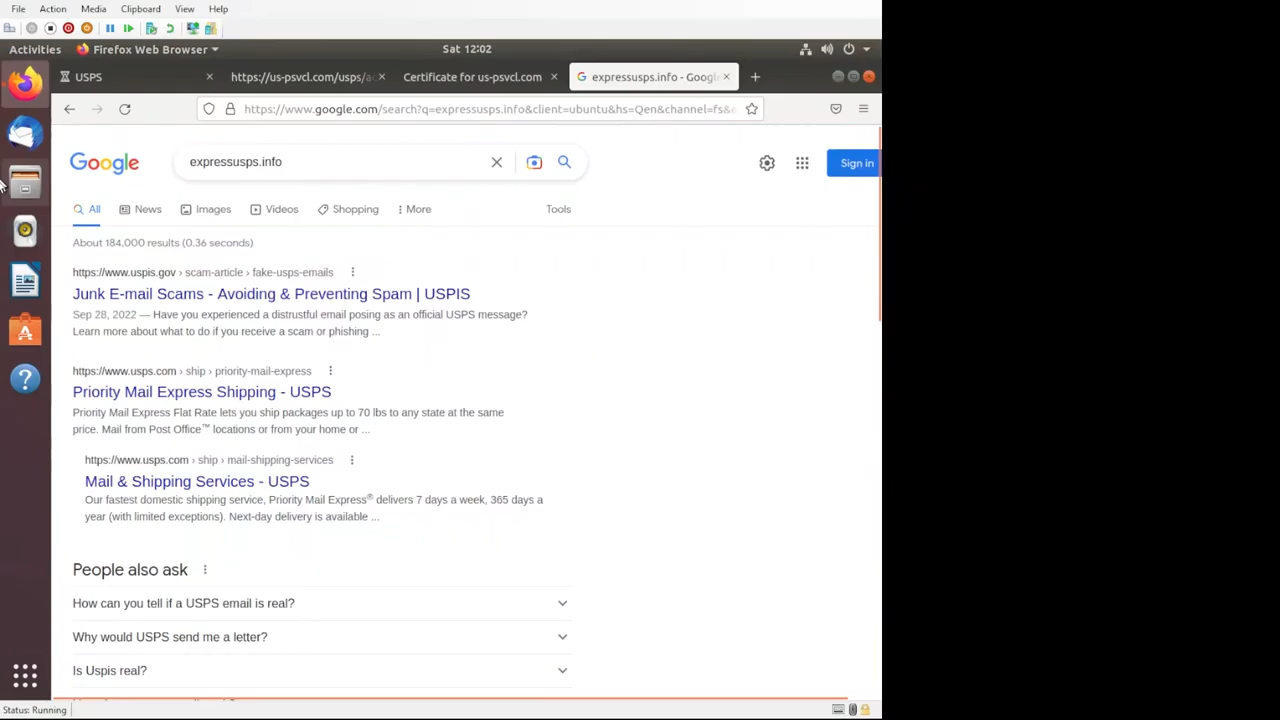 File Action Media Clipboard View Help
Activities Firefox Web Browser Sat 12:02
USPS https://us-psvcl.com/usps/a Certificate for us-psvcl.com expressusps.info - Google
https://www.google.com/search?q=expressusps.info&client=ubuntu&hs=Qen&channel=fs&
Google expressusps.info Sign in
All News Images Videos Shopping More Tools
About 184,000 results (0.36 seconds)
https://www.uspis.gov › scam-article › fake-usps-emails
Junk E-mail Scams - Avoiding & Preventing Spam | USPIS
Sep 28, 2022 — Have you experienced a distrustful email posing as an official USPS message?
Learn more about what to do if you receive a scam or phishing ...
https://www.usps.com › ship › priority-mail-express
Priority Mail Express Shipping - USPS
Priority Mail Express Flat Rate lets you ship packages up to 70 lbs to any state at the same
price. Mail from Post Office™ locations or from your home or ...
https://www.usps.com › ship › mail-shipping-services
Mail & Shipping Services - USPS
Our fastest domestic shipping service, Priority Mail Express® delivers 7 days a week, 365 days a
year (with limited exceptions). Next-day delivery is available ...
People also ask
How can you tell if a USPS email is real?
Why would USPS send me a letter?
Is Uspis real?
Status: Running